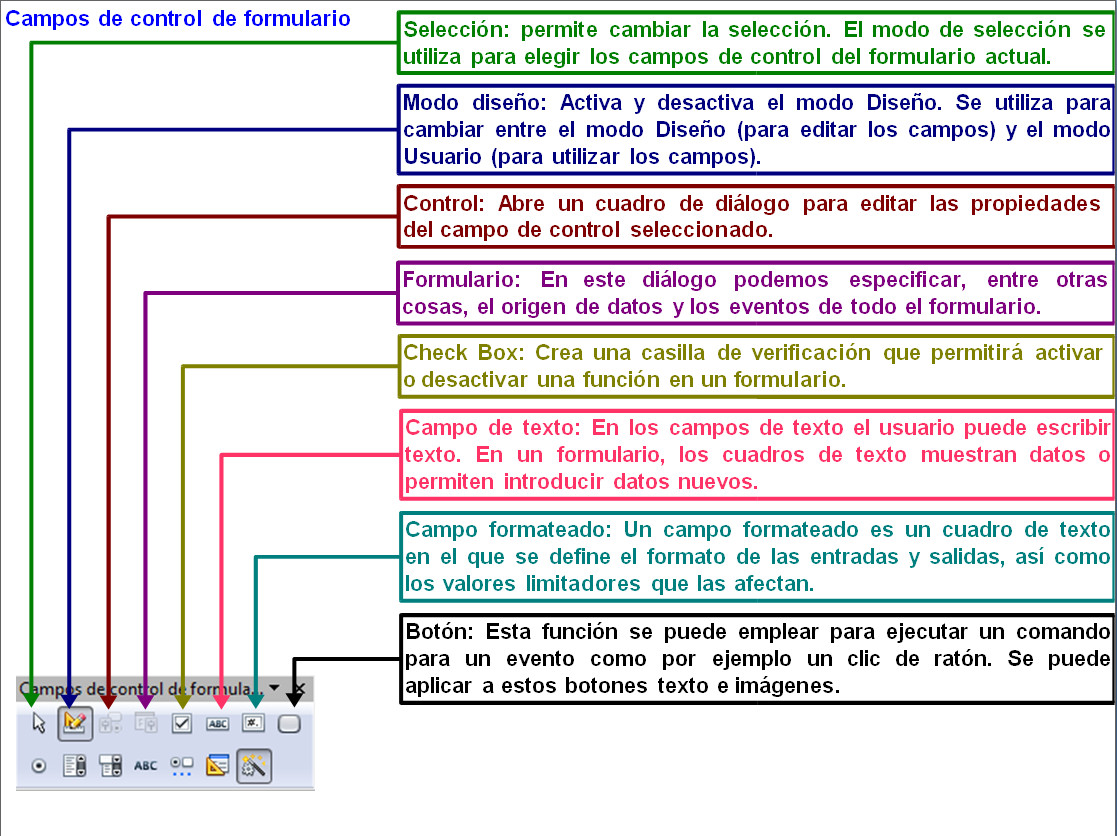 Campos de control de formulario
Selección: permite cambiar la selección. El modo de selección se
utiliza para elegir los campos de control del formulario actual.
Modo diseño: Activa y desactiva el modo Diseño. Se utiliza para
cambiar entre el modo Diseño (para editar los campos) y el modo
Usuario (para utilizar los campos).
Control: Abre un cuadro de diálogo para editar las propiedades
del campo de control seleccionado.
Formulario: En este diálogo podemos especificar, entre otras
cosas, el origen de datos y los eventos de todo el formulario.
Check Box: Crea una casilla de verificación que permitirá activar
o desactivar una función en un formulario.
Campo de texto: En los campos de texto el usuario puede escribir
texto. En un formulario, los cuadros de texto muestran datos o
permiten introducir datos nuevos.
Campo formateado: Un campo formateado es un cuadro de texto
en el que se define el formato de las entradas y salidas, así como
los valores limitadores que las afectan.
Botón: Esta función se puede emplear para ejecutar un comando
para un evento como por ejemplo un clic de ratón. Se puede
aplicar a estos botones texto e imágenes.
Campos de control de formula...
ABC
#.
ABC